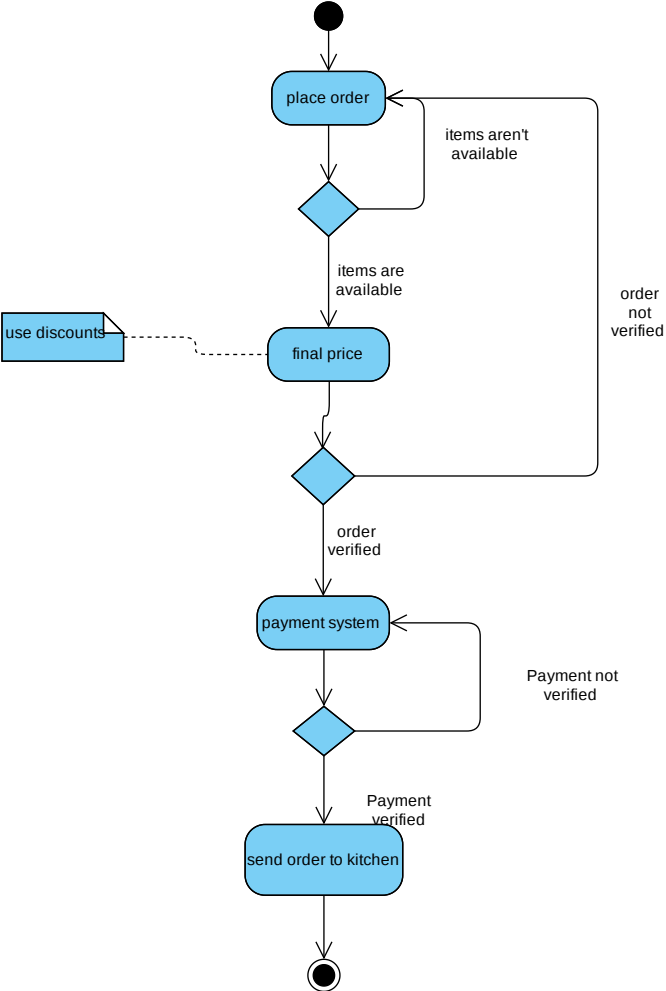 place order
items aren't
available
items are
available
order
not
verified
use discounts
final price
order
verified
payment system
Payment not
verified
Payment
verified
send order to kitchen